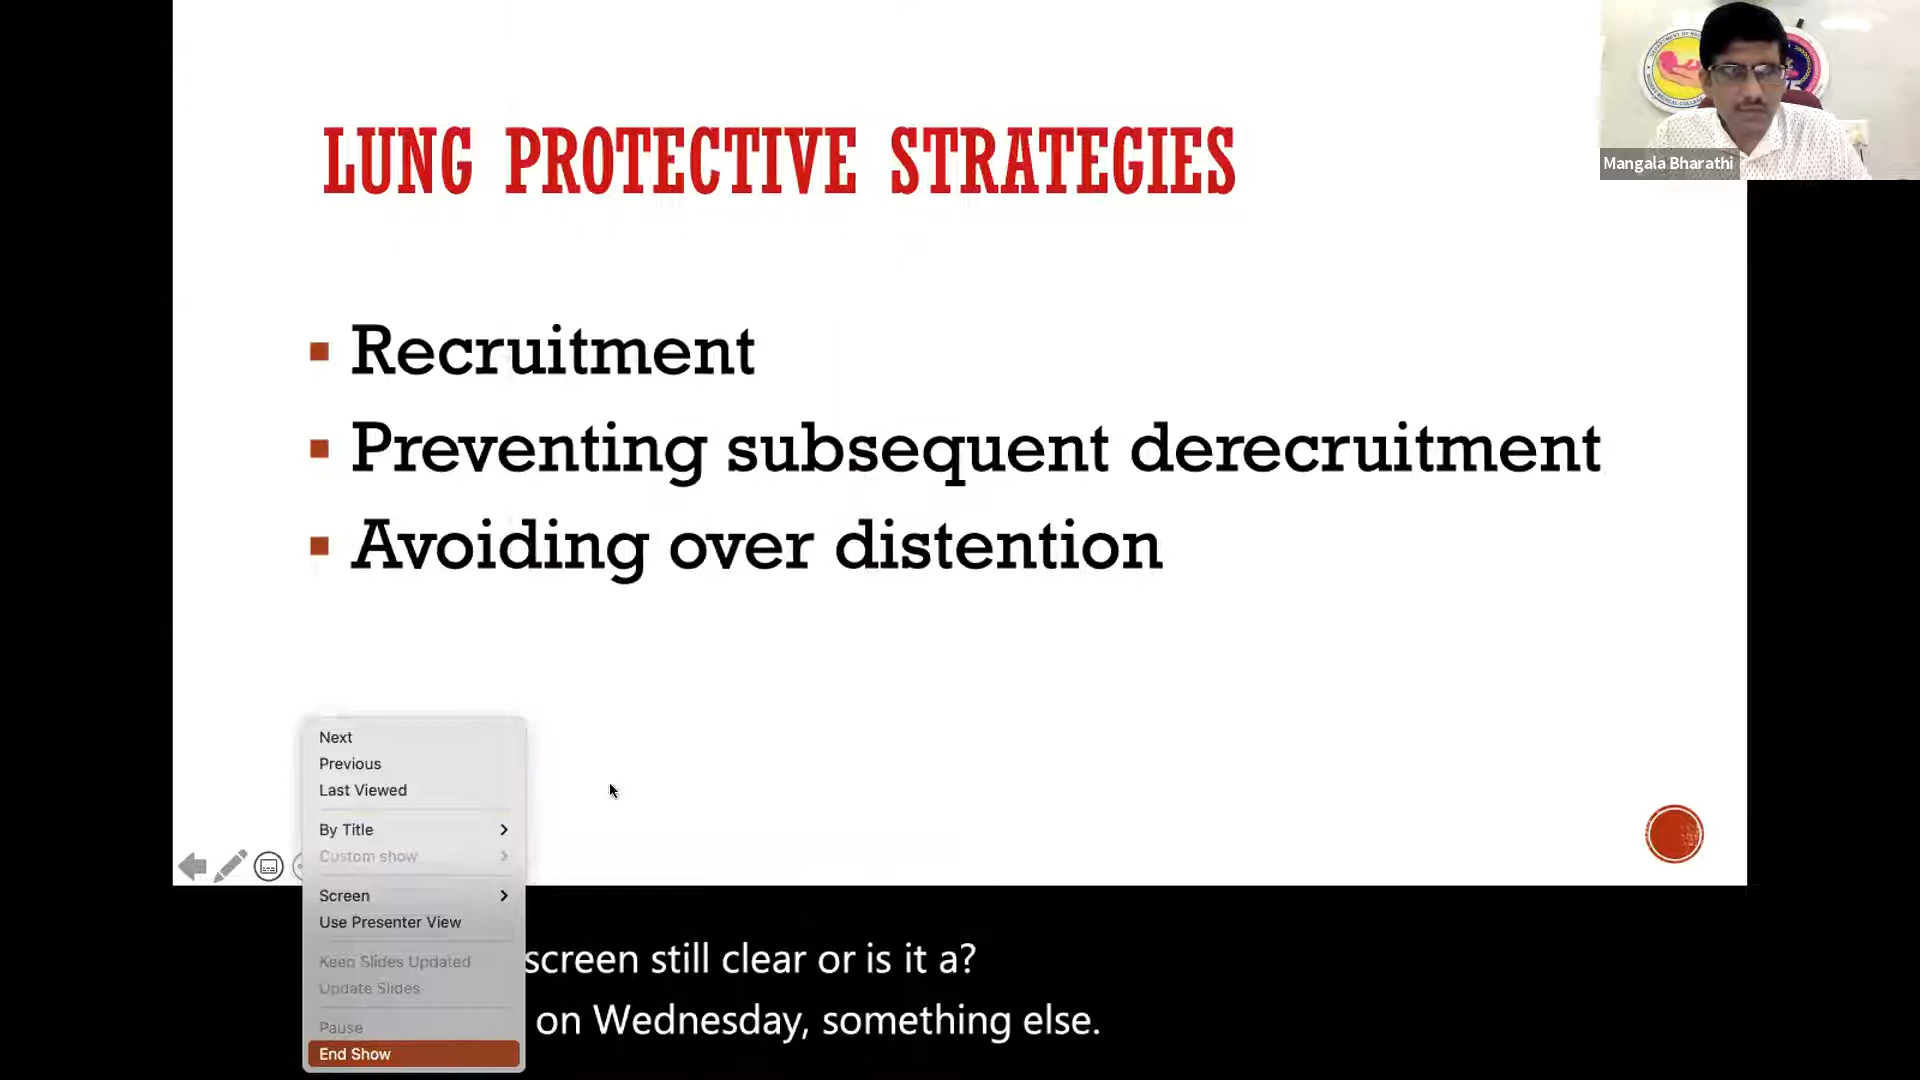 LUNG PROTECTIVE STRATEGIES
Mangala Bharathi
Recruitment
Preventing subsequent derecruitment
Avoiding over distention
Next
Previous
Last Viewed
By Title
Custom show
Screen
Use Presenter View
Keep Slides Updated
Update Slides
Pause
End Show
screen still clear or is it a?
on Wednesday, something else.